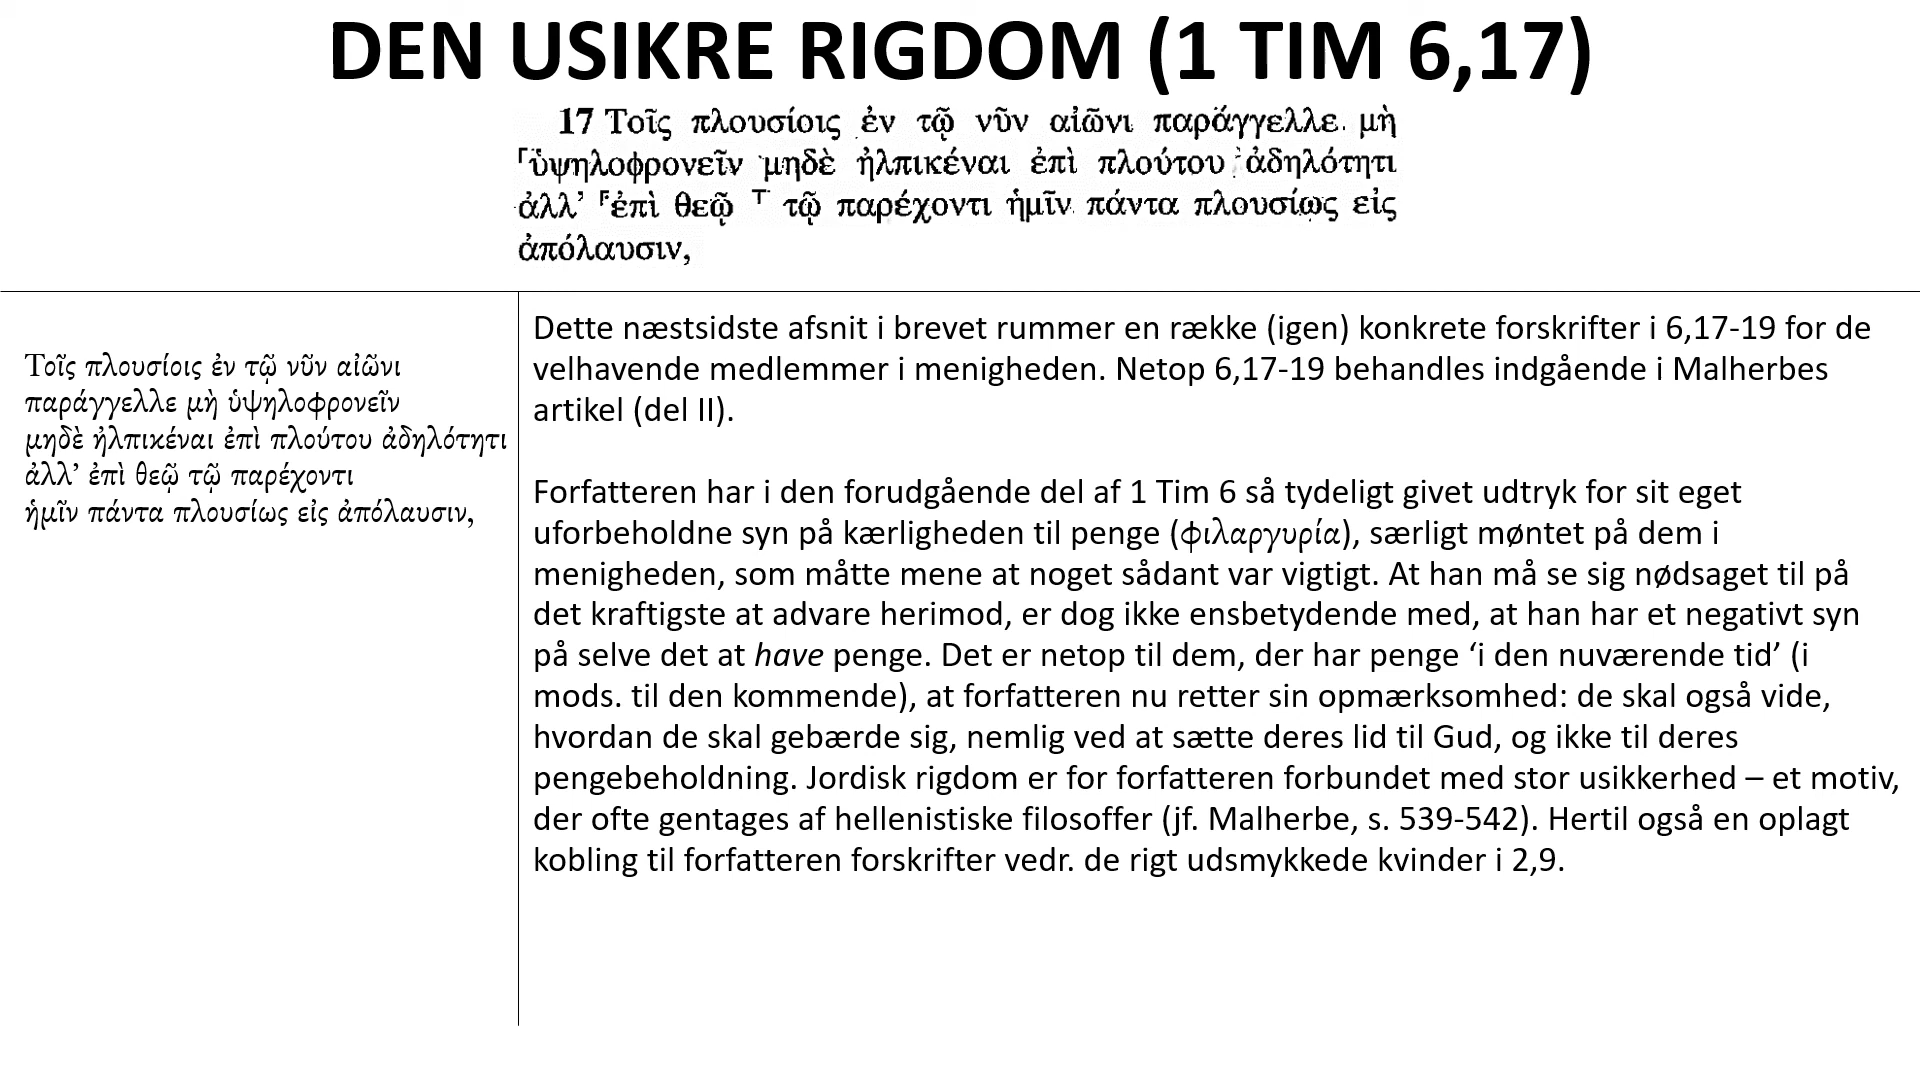 DEN USIKRE RIGDOM (1 TIM 6,17)
17 Τοῖς πλουσίοις ἐν τῷ νῦν αἰῶνι παράγγελλε μὴ
⸀ὑψηλοφρονεῖν μηδὲ ἠλπικέναι ἐπὶ πλούτου ἀδηλότητι
ἀλλ’ ⸁ἐπὶ θεῷ ⸆ τῷ παρέχοντι ἡμῖν πάντα πλουσίως εἰς
ἀπόλαυσιν,
Τοῖς πλουσίοις ἐν τῷ νῦν αἰῶνι
παράγγελλε μὴ ὑψηλοφρονεῖν
μηδὲ ἠλπικέναι ἐπὶ πλούτου ἀδηλότητι
ἀλλ’ ἐπὶ θεῷ τῷ παρέχοντι
ἡμῖν πάντα πλουσίως εἰς ἀπόλαυσιν,
Dette næstsidste afsnit i brevet rummer en række (igen) konkrete forskrifter i 6,17-19 for de
velhavende medlemmer i menigheden. Netop 6,17-19 behandles indgående i Malherbes
artikel (del II).
Forfatteren har i den forudgående del af 1 Tim 6 så tydeligt givet udtryk for sit eget
uforbeholdne syn på kærligheden til penge (φιλαργυρία), særligt møntet på dem i
menigheden, som måtte mene at noget sådant var vigtigt. At han må se sig nødsaget til på
det kraftigste at advare herimod, er dog ikke ensbetydende med, at han har et negativt syn
på selve det at have penge. Det er netop til dem, der har penge ‘i den nuværende tid’ (i
mods. til den kommende), at forfatteren nu retter sin opmærksomhed: de skal også vide,
hvordan de skal gebærde sig, nemlig ved at sætte deres lid til Gud, og ikke til deres
pengebeholdning. Jordisk rigdom er for forfatteren forbundet med stor usikkerhed – et motiv,
der ofte gentages af hellenistiske filosoffer (jf. Malherbe, s. 539-542). Hertil også en oplagt
kobling til forfatteren forskrifter vedr. de rigt udsmykkede kvinder i 2,9.